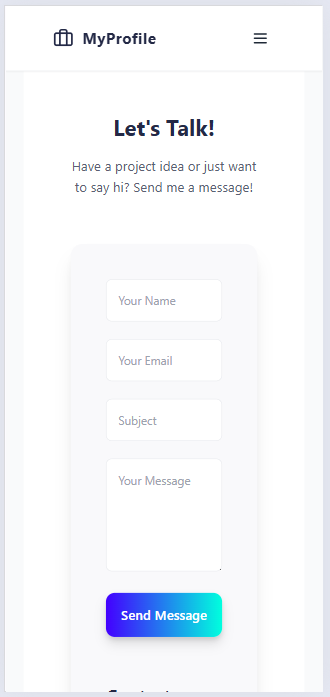 MyProfile
Let's Talk!
Have a project idea or just want
to say hi? Send me a message!
Your Name
Your Email
Subject
Your Message
Send Message